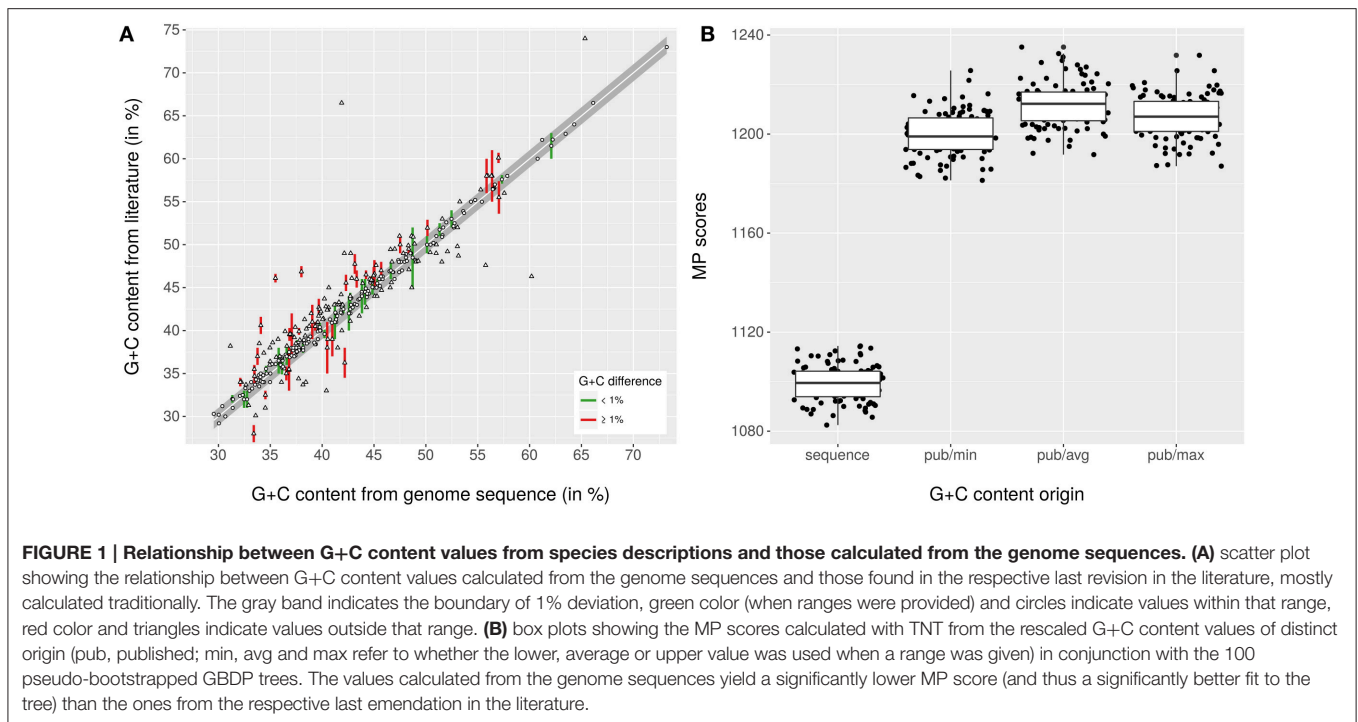 A
75
70
65
60
55
50
45
40
35
30
G+C content from literature (in %)
G+C difference
< 1%
≥ 1%
30 35 40 45 50 55 60 65 70
G+C content from genome sequence (in %)
B
1240
1200
1160
1120
1080
MP scores
sequence pub/min pub/avg pub/max
G+C content origin
FIGURE 1 | Relationship between G+C content values from species descriptions and those calculated from the genome sequences. (A) scatter plot
showing the relationship between G+C content values calculated from the genome sequences and those found in the respective last revision in the literature, mostly
calculated traditionally. The gray band indicates the boundary of 1% deviation, green color (when ranges were provided) and circles indicate values within that range,
red color and triangles indicate values outside that range. (B) box plots showing the MP scores calculated with TNT from the rescaled G+C content values of distinct
origin (pub, published; min, avg and max refer to whether the lower, average or upper value was used when a range was given) in conjunction with the 100
pseudo-bootstrapped GBDP trees. The values calculated from the genome sequences yield a significantly lower MP score (and thus a significantly better fit to the
tree) than the ones from the respective last emendation in the literature.